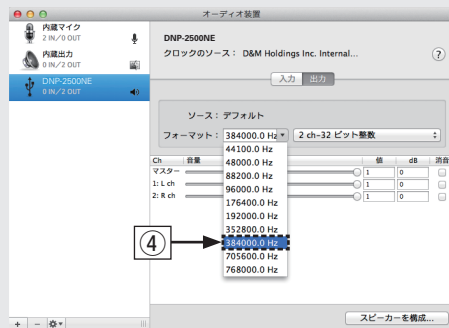 オーディオ装置
内蔵マイク
2 IN/0 OUT
内蔵出力
0 IN/2 OUT
DNP-2500NE
0 IN/2 OUT
DNP-2500NE
クロックのソース： D&M Holdings Inc. Internal...
?
入力 出力
ソース： デフォルト
フォーマット： 384000.0 Hz 2 ch-32 ビット整数
44100.0 Hz
48000.0 Hz
88200.0 Hz
96000.0 Hz
176400.0 Hz
192000.0 Hz
352800.0 Hz
384000.0 Hz
705600.0 Hz
768000.0 Hz
Ch 音量 値 dB 消音
マスター 1 0
1: L ch 1 0
2: R ch 1 0
④
スピーカーを構成...
+ −